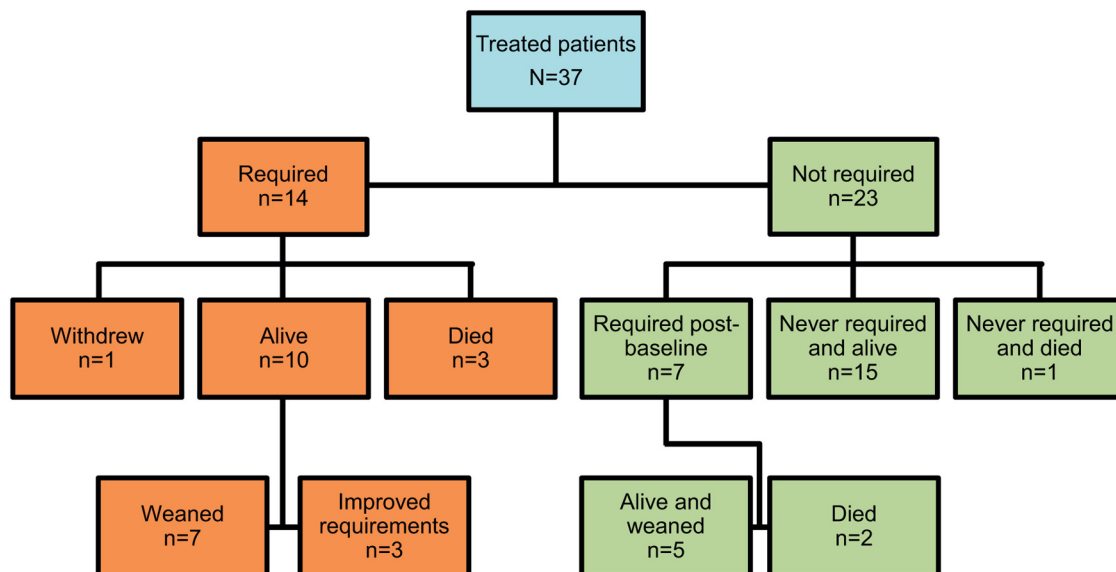 Treated patients
N=37
Required
n=14
Not required
n=23
Withdrew
n=1
Alive
n=10
Died
n=3
Required post-
baseline
n=7
Never required
and alive
n=15
Never required
and died
n=1
Weaned
n=7
Improved
requirements
n=3
Alive and
weaned
n=5
Died
n=2